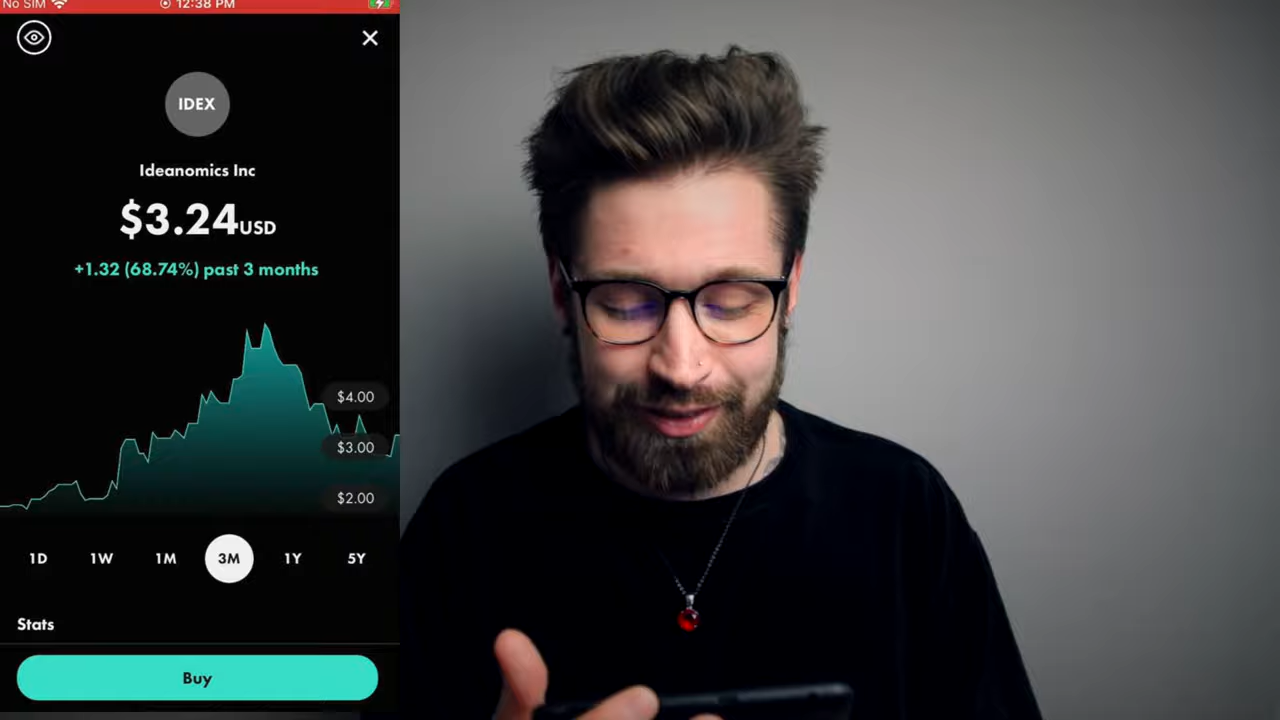 No SIM 12:38 PM
IDEX
Ideanomics Inc
$3.24USD
+1.32 (68.74%) past 3 months
$4.00
$3.00
$2.00
1D 1W 1M 3M 1Y 5Y
Stats
Buy